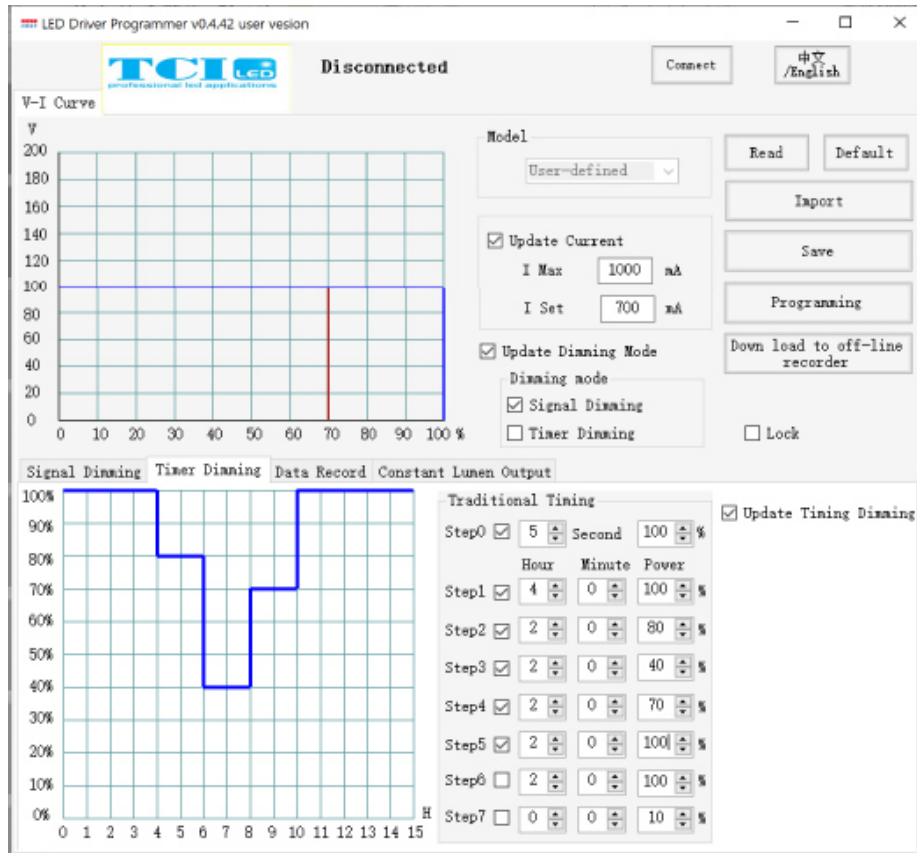 LED Driver Programmer v0.4.42 user vesion
TCI LED
professional led applications
Disconnected
Connect
中文
/English
V-I Curve
V
200
180
160
140
120
100
80
60
40
20
0
0 10 20 30 40 50 60 70 80 90 100 %
Model
User-defined
Update Current
I Max 1000 mA
I Set 700 mA
Update Dimming Mode
Dimming mode
Signal Dimming
Timer Dimming
Read Default
Import
Save
Programming
Down load to off-line
recorder
Lock
Signal Dimming Timer Dimming Data Record Constant Lumen Output
100%
90%
80%
70%
60%
50%
40%
30%
20%
10%
0%
0 1 2 3 4 5 6 7 8 9 10 11 12 13 14 15
H
Traditional Timing
Step0 5 Second 100 %
Hour Minute Power
Step1 4 0 100 %
Step2 2 0 80 %
Step3 2 0 40 %
Step4 2 0 70 %
Step5 2 0 100 %
Step6 2 0 100 %
Step7 0 0 10 %
Update Timing Dimming